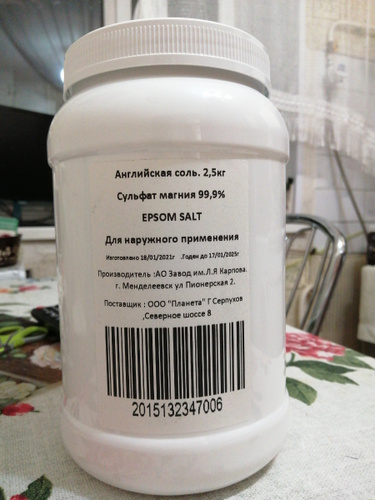 Английская соль. 2,5кг
Сульфат магния 99,9%
EPSOM SALT
Для наружного применения
Изготовлено 18/01/2021г .Годен до 17/01/2025г
Производитель :АО Завод им.Л.Я Карпова.
г. Менделеевск ул Пионерская 2.
Поставщик : ООО "Планета" Г Серпухов
,Северное шоссе 8
2015132347006